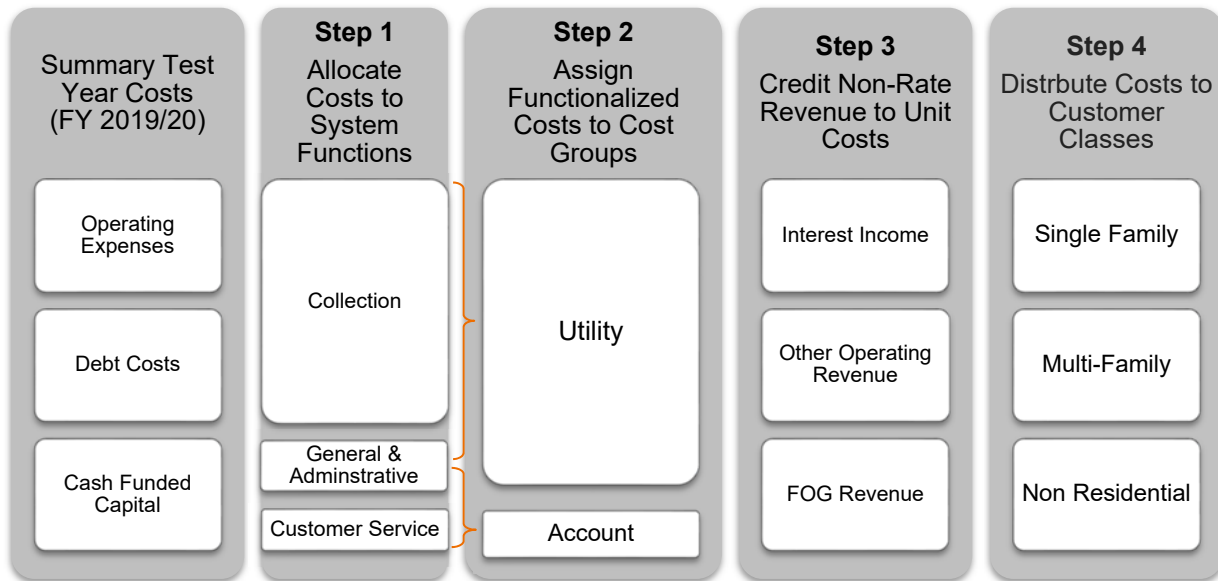 Summary Test
Year Costs
(FY 2019/20)
Operating
Expenses
Debt Costs
Cash Funded
Capital
Step 1
Allocate
Costs to
System
Functions
Collection
General &
Adminstrative
Customer Service
Step 2
Assign
Functionalized
Costs to Cost
Groups
Utility
Account
Step 3
Credit Non-Rate
Revenue to Unit
Costs
Interest Income
Other Operating
Revenue
FOG Revenue
Step 4
Distrbute Costs to
Customer
Classes
Single Family
Multi-Family
Non Residential